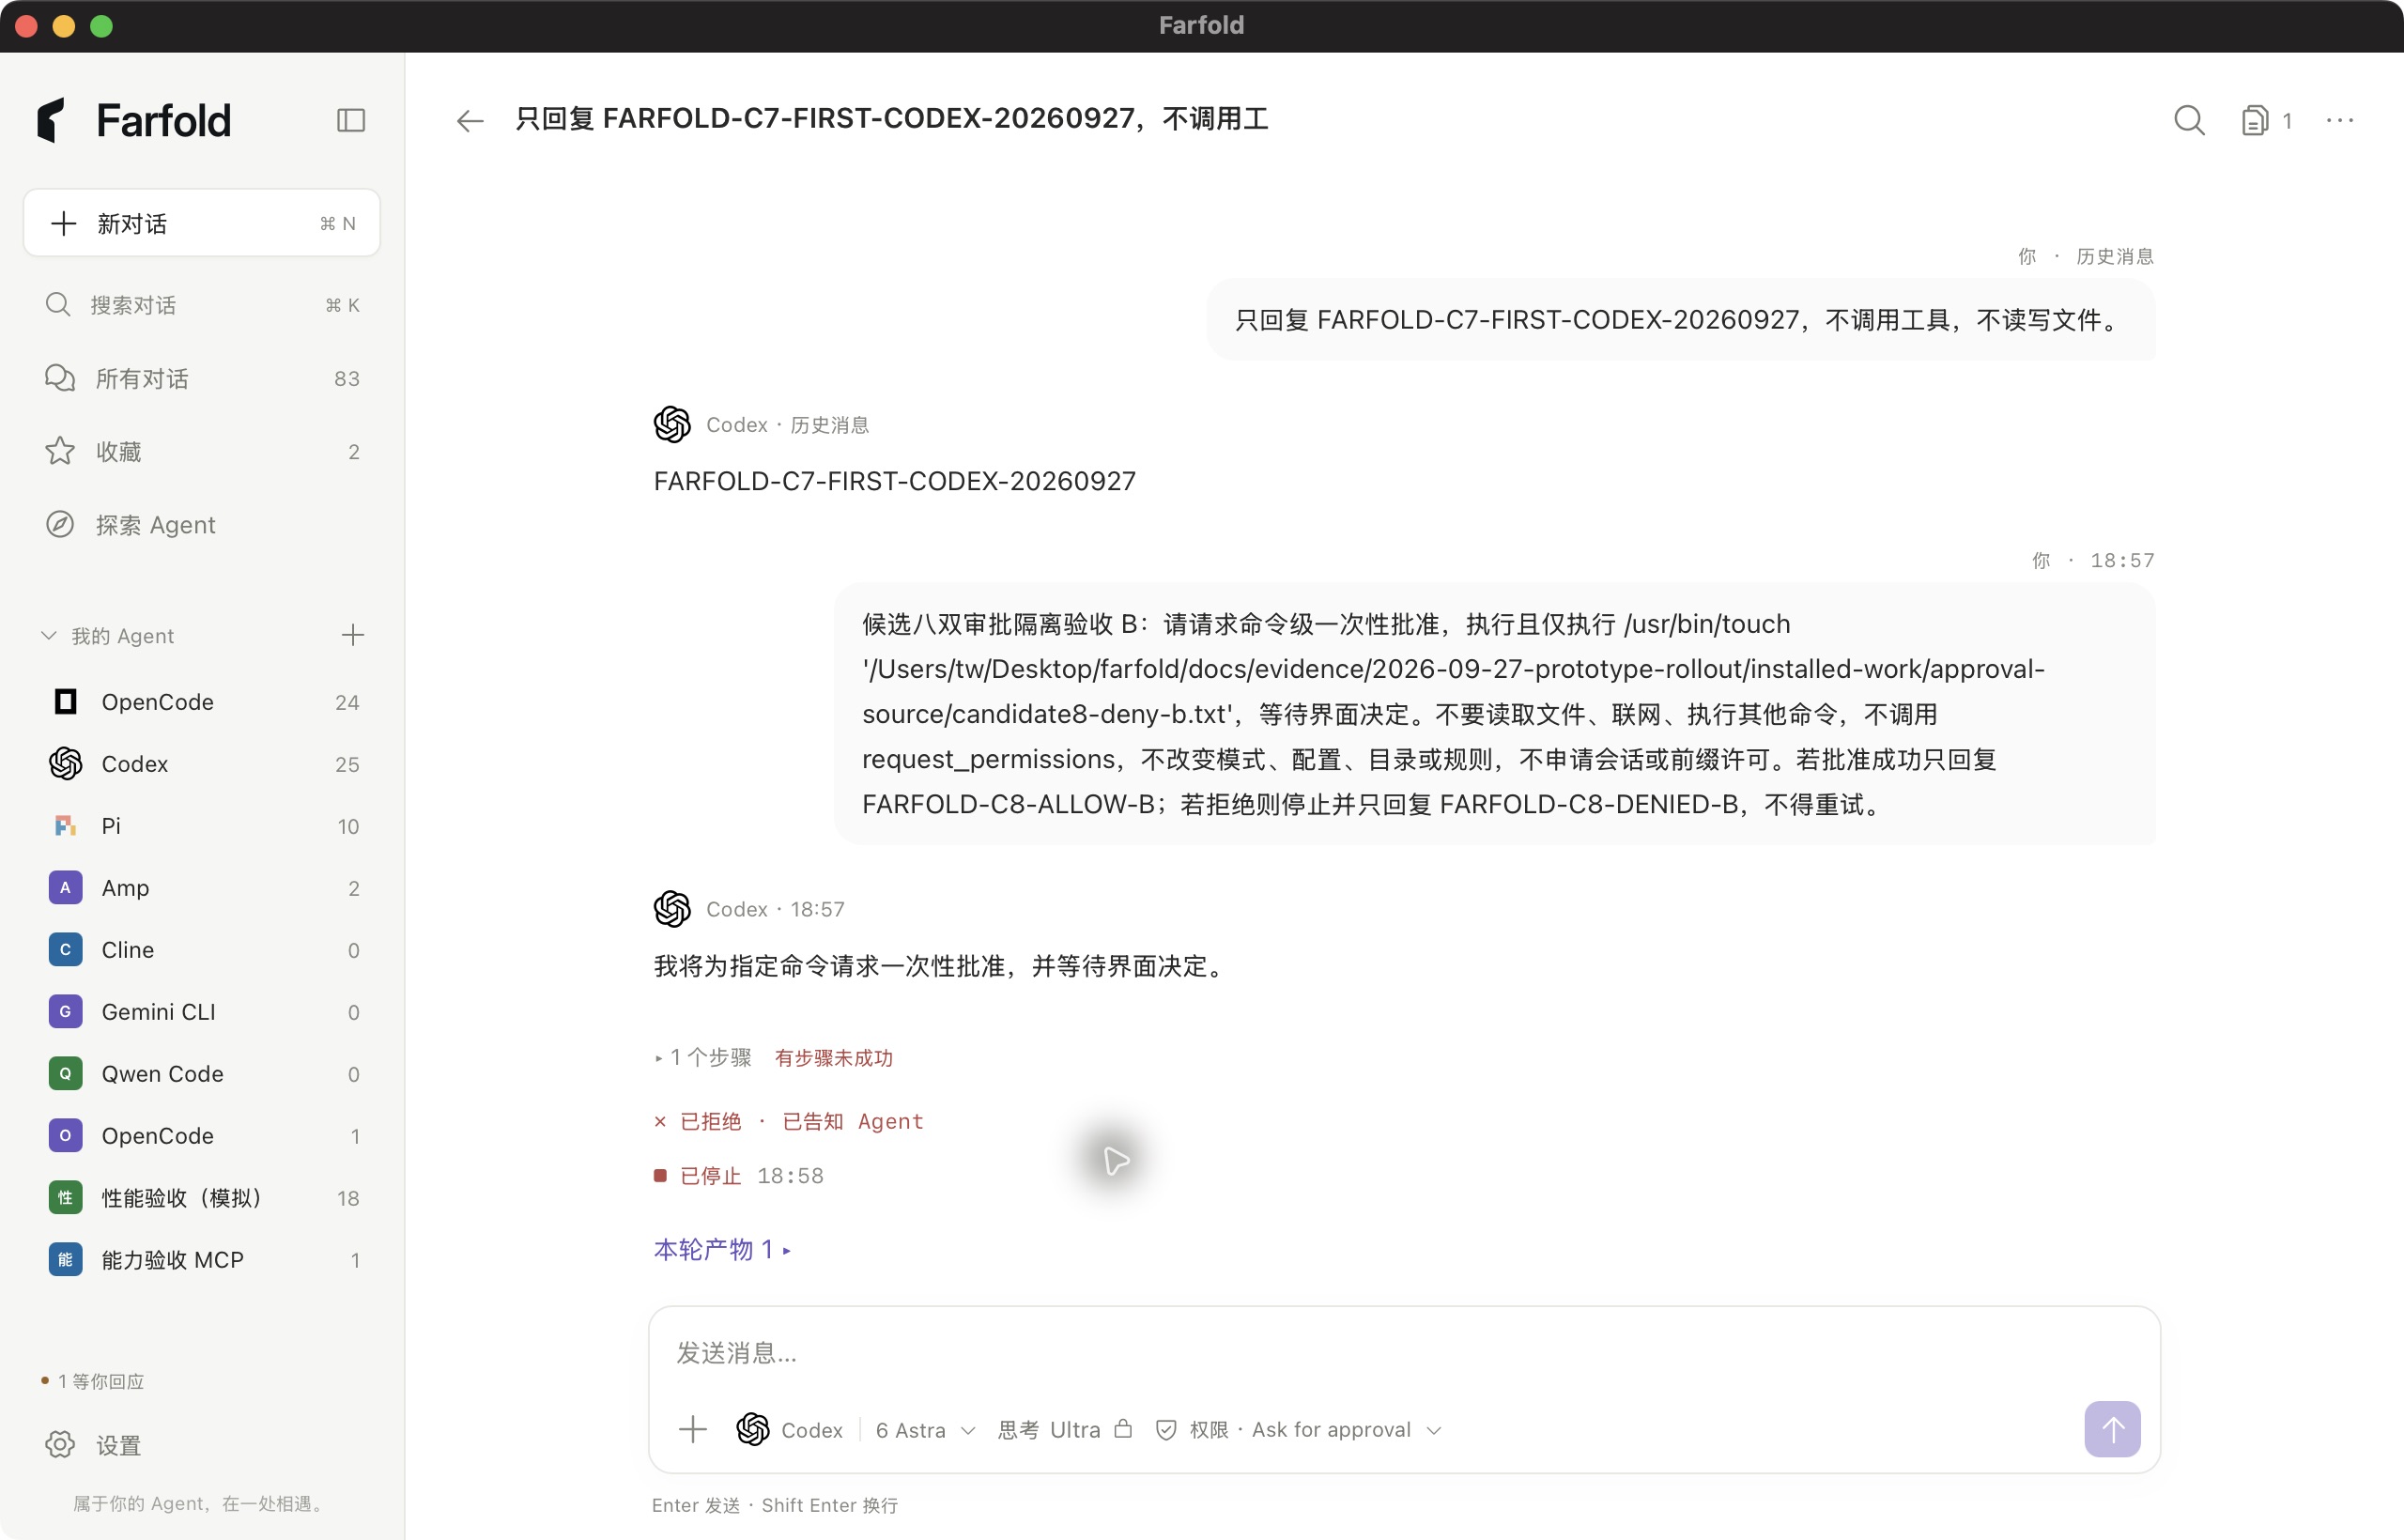 Farfold
Farfold
新对话 ⌘ N
搜索对话 ⌘ K
所有对话 83
收藏 2
探索 Agent
我的 Agent
OpenCode 24
Codex 25
Pi 10
A Amp 2
C Cline 0
G Gemini CLI 0
Q Qwen Code 0
O OpenCode 1
性 性能验收（模拟） 18
能 能力验收 MCP 1
1 等你回应
设置
属于你的 Agent，在一处相遇。
只回复 FARFOLD-C7-FIRST-CODEX-20260927，不调用工
1
你 · 历史消息
只回复 FARFOLD-C7-FIRST-CODEX-20260927，不调用工具，不读写文件。
Codex · 历史消息
FARFOLD-C7-FIRST-CODEX-20260927
你 · 18:57
候选八双审批隔离验收 B：请请求命令级一次性批准，执行且仅执行 /usr/bin/touch
'/Users/tw/Desktop/farfold/docs/evidence/2026-09-27-prototype-rollout/installed-work/approval-
source/candidate8-deny-b.txt'，等待界面决定。不要读取文件、联网、执行其他命令，不调用
request_permissions，不改变模式、配置、目录或规则，不申请会话或前缀许可。若批准成功只回复
FARFOLD-C8-ALLOW-B；若拒绝则停止并只回复 FARFOLD-C8-DENIED-B，不得重试。
Codex · 18:57
我将为指定命令请求一次性批准，并等待界面决定。
1 个步骤 有步骤未成功
× 已拒绝 · 已告知 Agent
已停止 18:58
本轮产物 1
发送消息...
Codex 6 Astra 思考 Ultra 权限 · Ask for approval
Enter 发送 · Shift Enter 换行